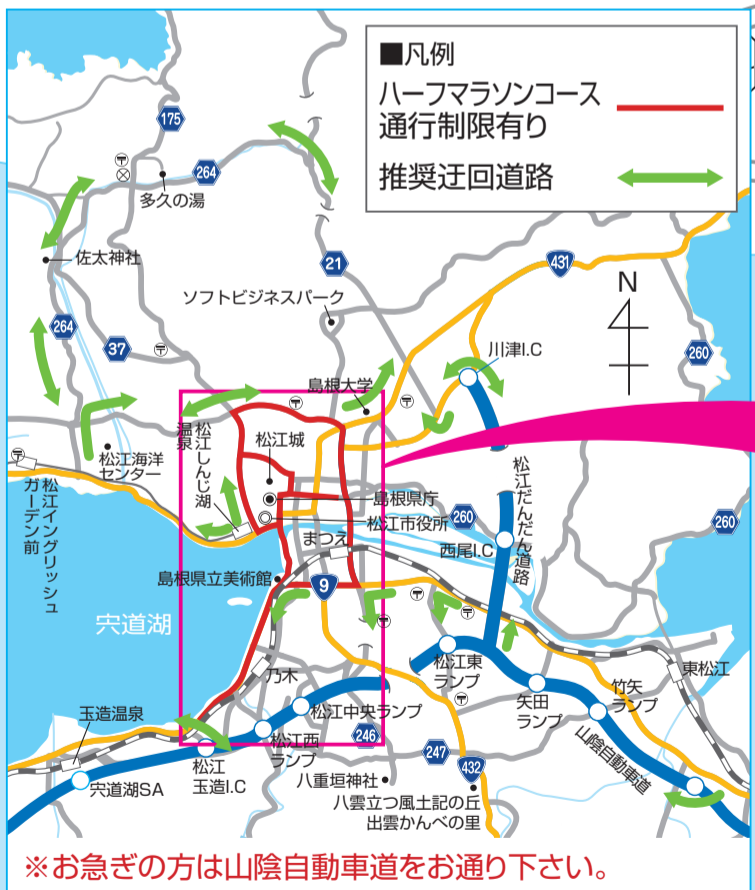 ■凡例
ハーフマラソンコース
通行制限有り
推奨迂回道路
175
264
多久の湯
佐太神社
21
431
ソフトビジネスパーク
N
264
37
260
川津I.C
島根大学
松江城
松江しんじ湖
温泉
松江海洋
センター
松江イングリッシュ
ガーデン前
島根県庁
松江市役所
260
松江だんだん道路
260
西尾I.C
まつえ
島根県立美術館
9
宍道湖
乃木
松江東
ランプ
東松江
矢田
ランプ
竹矢
ランプ
玉造温泉
松江中央ランプ
松江西
ランプ
246
山陰自動車道
松江
玉造I.C
247
432
宍道湖SA
八重垣神社
八雲立つ風土記の丘
出雲かんべの里
※お急ぎの方は山陰自動車道をお通り下さい。